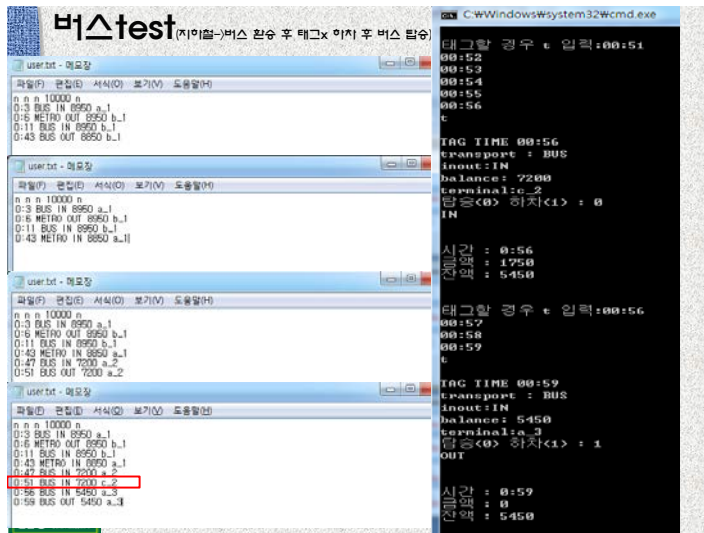 버스test(지하철-)버스 환승 후 태그x 하차 후 버스 탑승)
user.txt - 메모장
파일(F) 편집(E) 서식(O) 보기(V) 도움말(H)
n n n 10000 n
0:3 BUS IN 8950 a_1
0:6 METRO OUT 8950 b_1
0:11 BUS IN 8950 b_1
0:43 BUS OUT 8950 b_1
user.txt - 메모장
파일(F) 편집(E) 서식(O) 보기(V) 도움말(H)
n n n 10000 n
0:3 BUS IN 8950 a_1
0:6 METRO OUT 8950 b_1
0:11 BUS IN 8950 b_1
0:43 METRO IN 8850 a_1
user.txt - 메모장
파일(F) 편집(E) 서식(O) 보기(V) 도움말(H)
n n n 10000 n
0:3 BUS IN 8950 a_1
0:6 METRO OUT 8950 b_1
0:11 BUS IN 8950 b_1
0:43 METRO IN 8850 a_1
0:47 BUS IN 7200 a_2
0:51 BUS OUT 7200 a_2
user.txt - 메모장
파일(F) 편집(E) 서식(O) 보기(V) 도움말(H)
n n n 10000 n
0:3 BUS IN 8950 a_1
0:6 METRO OUT 8950 b_1
0:11 BUS IN 8950 b_1
0:43 METRO IN 8850 a_1
0:47 BUS IN 7200 a_2
0:51 BUS IN 7200 c_2
0:56 BUS IN 5450 a_3
0:59 BUS OUT 5450 a_3
C:\Windows\system32\cmd.exe
태그할 경우 t 입력:00:51
00:52
00:53
00:54
00:55
00:56
t
TAG TIME 00:56
transport : BUS
inout:IN
balance: 7200
terminal:c_2
탑승<0> 하차<1> : 0
IN
시간 : 0:56
금액 : 1750
잔액 : 5450
태그할 경우 t 입력:00:56
00:57
00:58
00:59
t
TAG TIME 00:59
transport : BUS
inout:IN
balance: 5450
terminal:a_3
탑승<0> 하차<1> : 1
OUT
시간 : 0:59
금액 : 0
잔액 : 5450